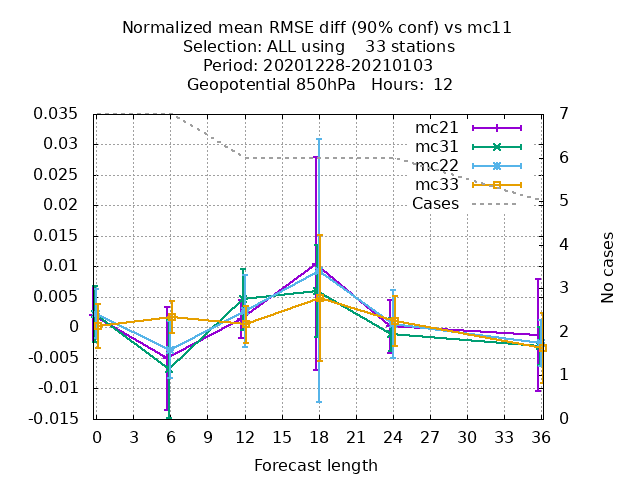 Normalized mean RMSE diff (90% conf) vs mc11
Selection: ALL using    33 stations
Period: 20201228-20210103
Geopotential 850hPa   Hours:  12
0.035
0.03
0.025
0.02
0.015
0.01
0.005
0
-0.005
-0.01
-0.015
mc21
mc31
mc22
mc33
Cases
7
6
5
4
3
2
1
0
No cases
0 3 6 9 12 15 18 21 24 27 30 33 36
Forecast length